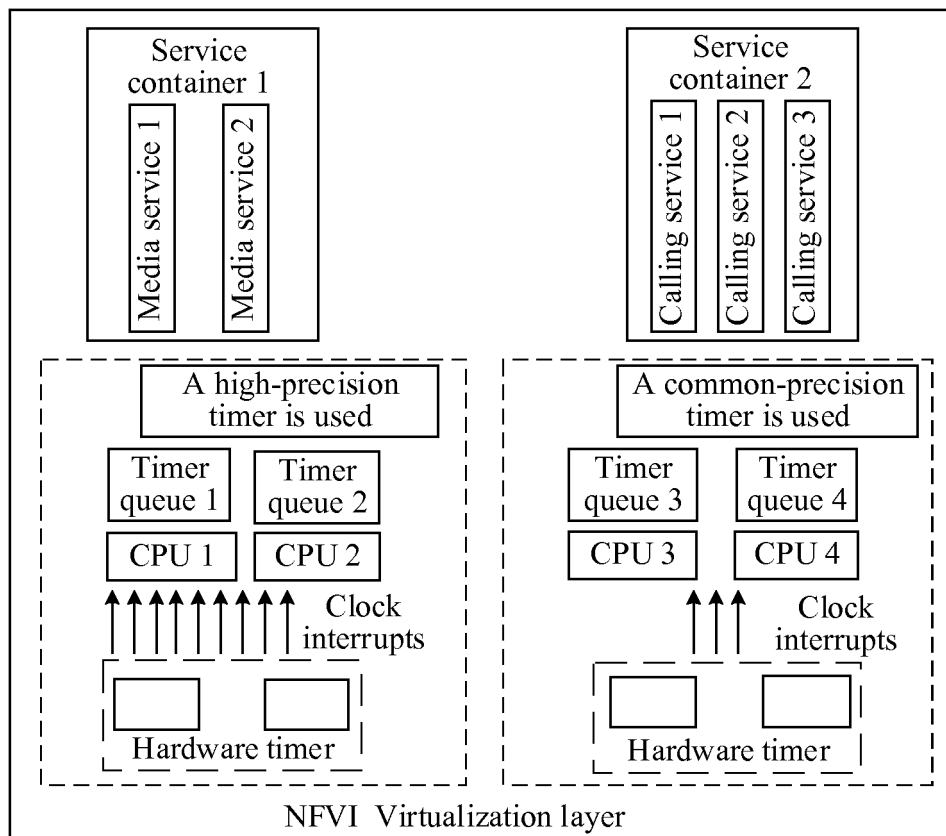 Service
container 1
Media service 1
Media service 2
Service
container 2
Calling service 1
Calling service 2
Calling service 3
A high-precision
timer is used
Timer
queue 1
Timer
queue 2
CPU 1
CPU 2
Clock
interrupts
Hardware timer
A common-precision
timer is used
Timer
queue 3
Timer
queue 4
CPU 3
CPU 4
Clock
interrupts
Hardware timer
NFVI Virtualization layer